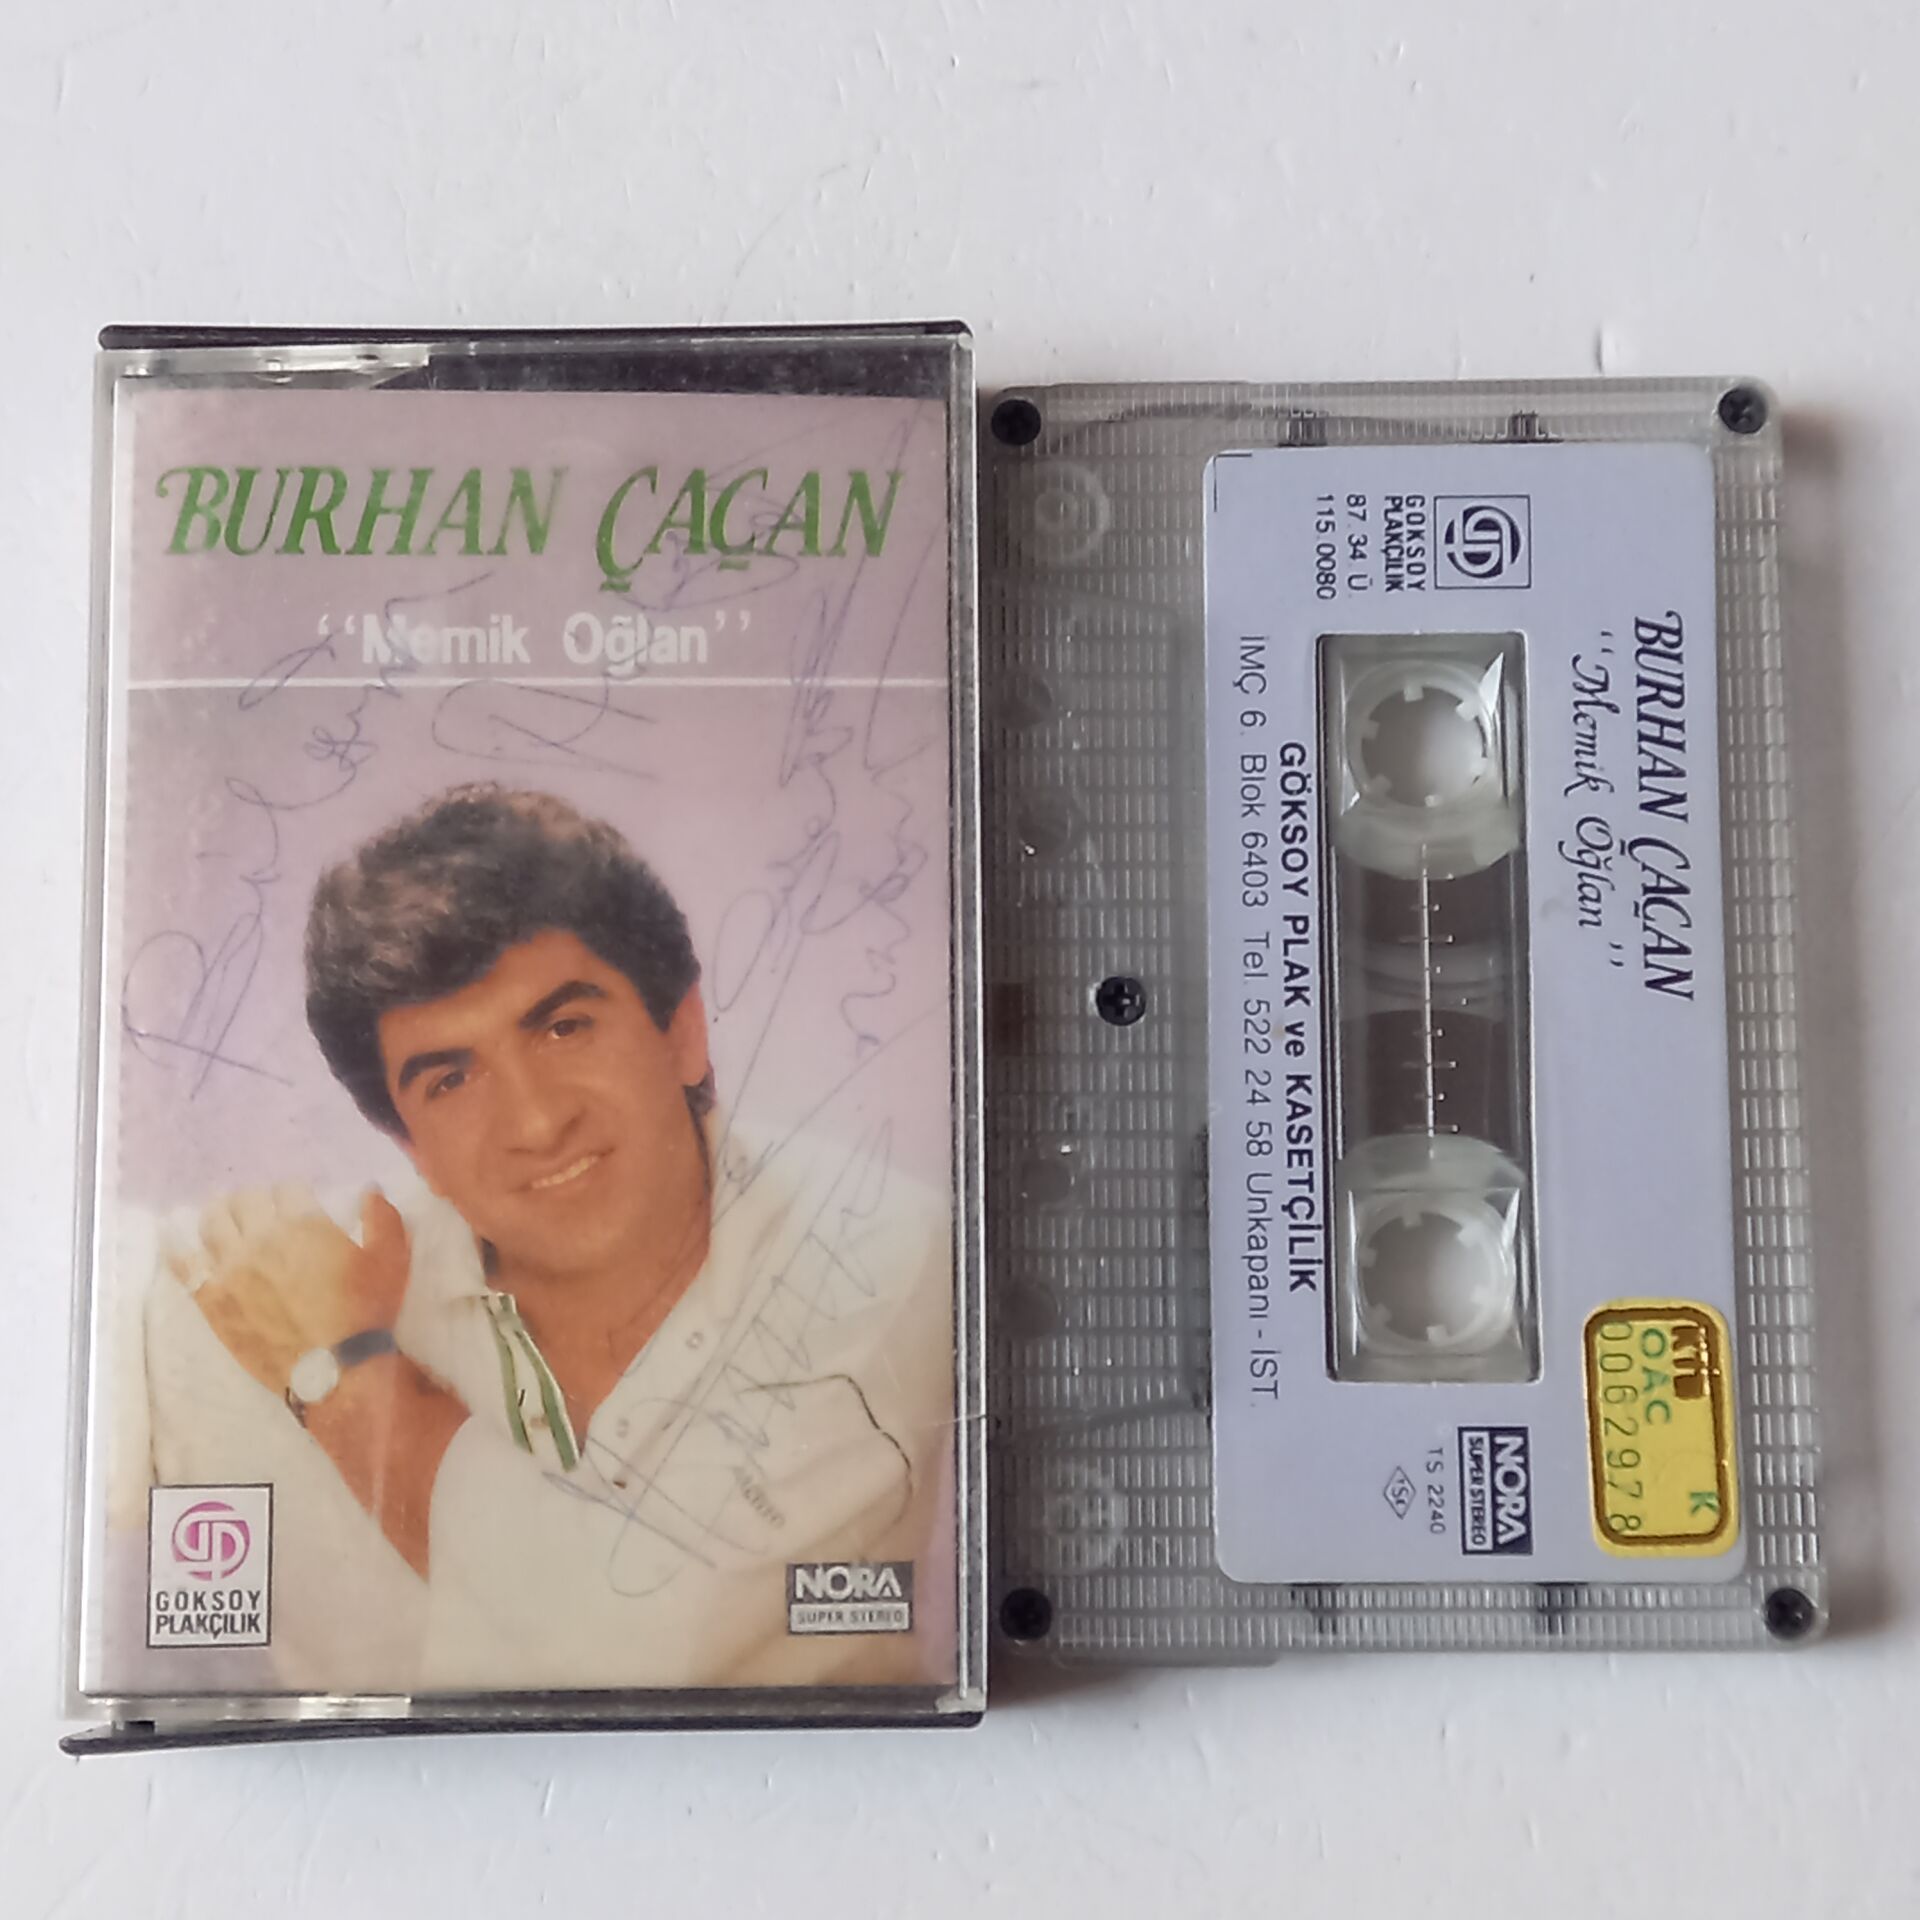 BURHAN ÇAÇAN
“Memik Oğlan”
GÖKSOY
PLAKÇILIK
NORA
SUPER STEREO
BURHAN ÇAÇAN
“Memik Oğlan”
GÖKSOY
PLAKÇILIK
87.34.Ü.
115.0080
GÖKSOY PLAK ve KASETÇİLİK
İMÇ 6. Blok 6403 Tel. 522 24 58 Unkapanı - İST.
NORA
SUPER STEREO
TS 2240
TSE
K
OAC
0062978